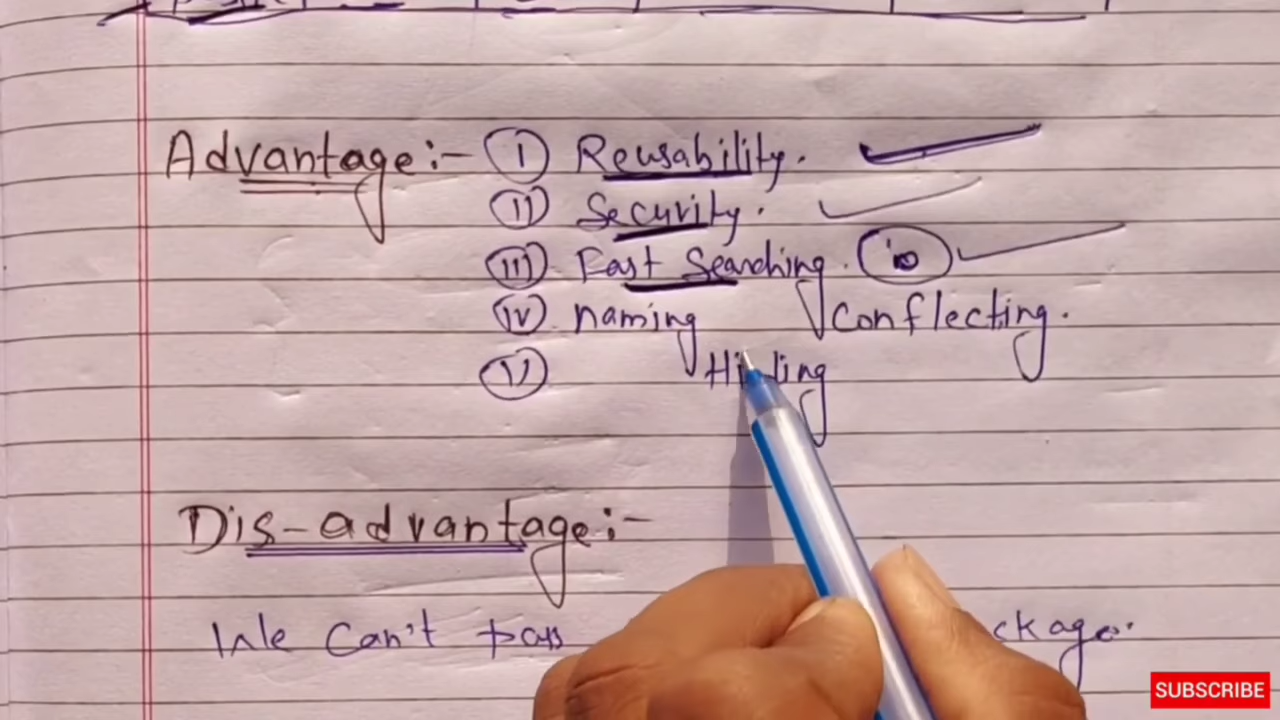 Advantage:- (I) Reusability.
(II) Security.
(III) Fast Searching.
(IV) naming Conflecting.
(V) Hiding
Dis-advantage:-
We Can't pass ckage.
SUBSCRIBE